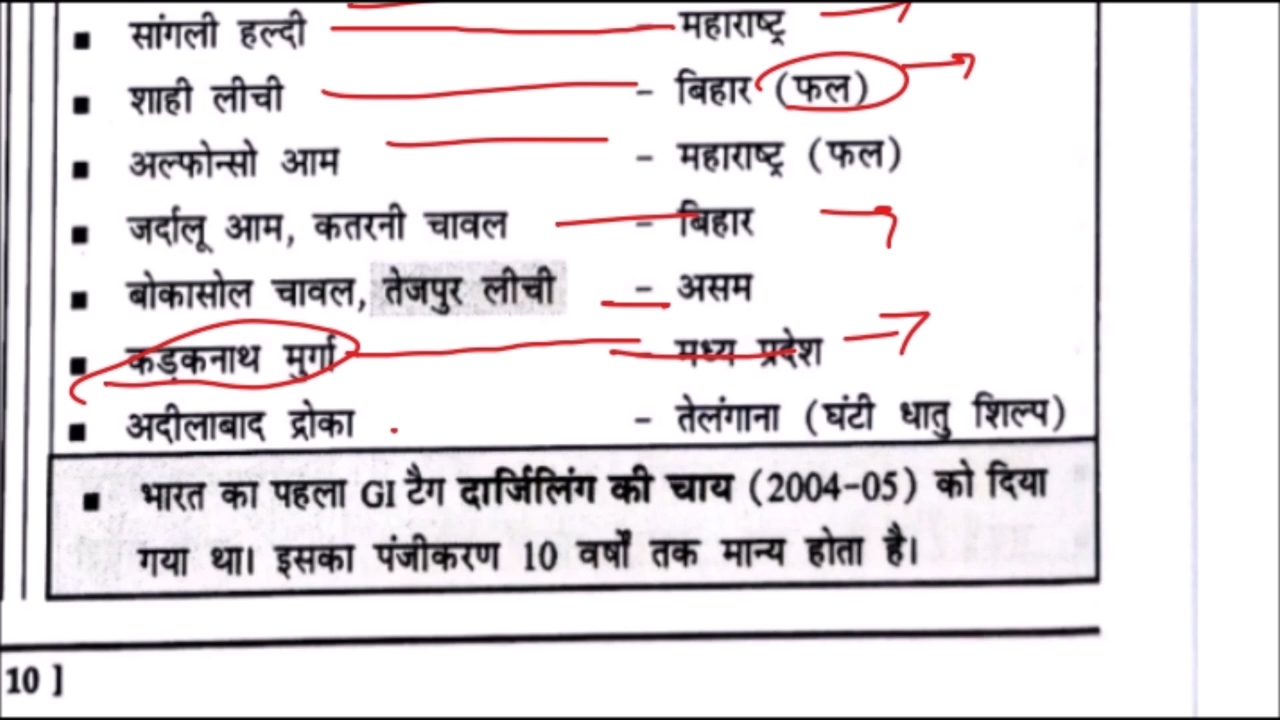 ▪ सांगली हल्दी - महाराष्ट्र
▪ शाही लीची - बिहार (फल)
▪ अल्फोन्सो आम - महाराष्ट्र (फल)
▪ जर्दालू आम, कतरनी चावल - बिहार
▪ बोकासोल चावल, तेजपुर लीची - असम
▪ कड़कनाथ मुर्गा - मध्य प्रदेश
▪ अदीलाबाद द्रोका - तेलंगाना (घंटी धातु शिल्प)
▪ भारत का पहला GI टैग दार्जिलिंग की चाय (2004-05) को दिया
गया था। इसका पंजीकरण 10 वर्षों तक मान्य होता है।
10 ]